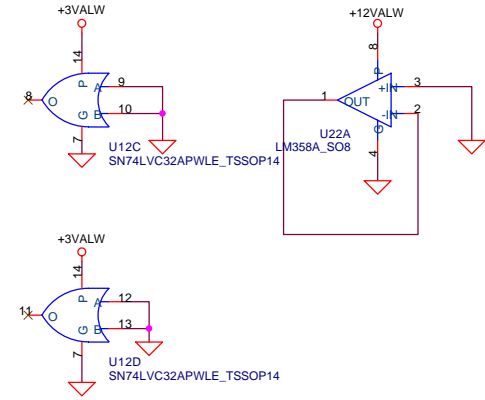 +3VALW
14
P
8
O
A
9
B
10
G
7
U12C
SN74LVC32APWLE_TSSOP14
+12VALW
8
P
1
OUT
+IN
3
-IN
2
G
4
U22A
LM358A_SO8
+3VALW
14
P
11
O
A
12
B
13
G
7
U12D
SN74LVC32APWLE_TSSOP14